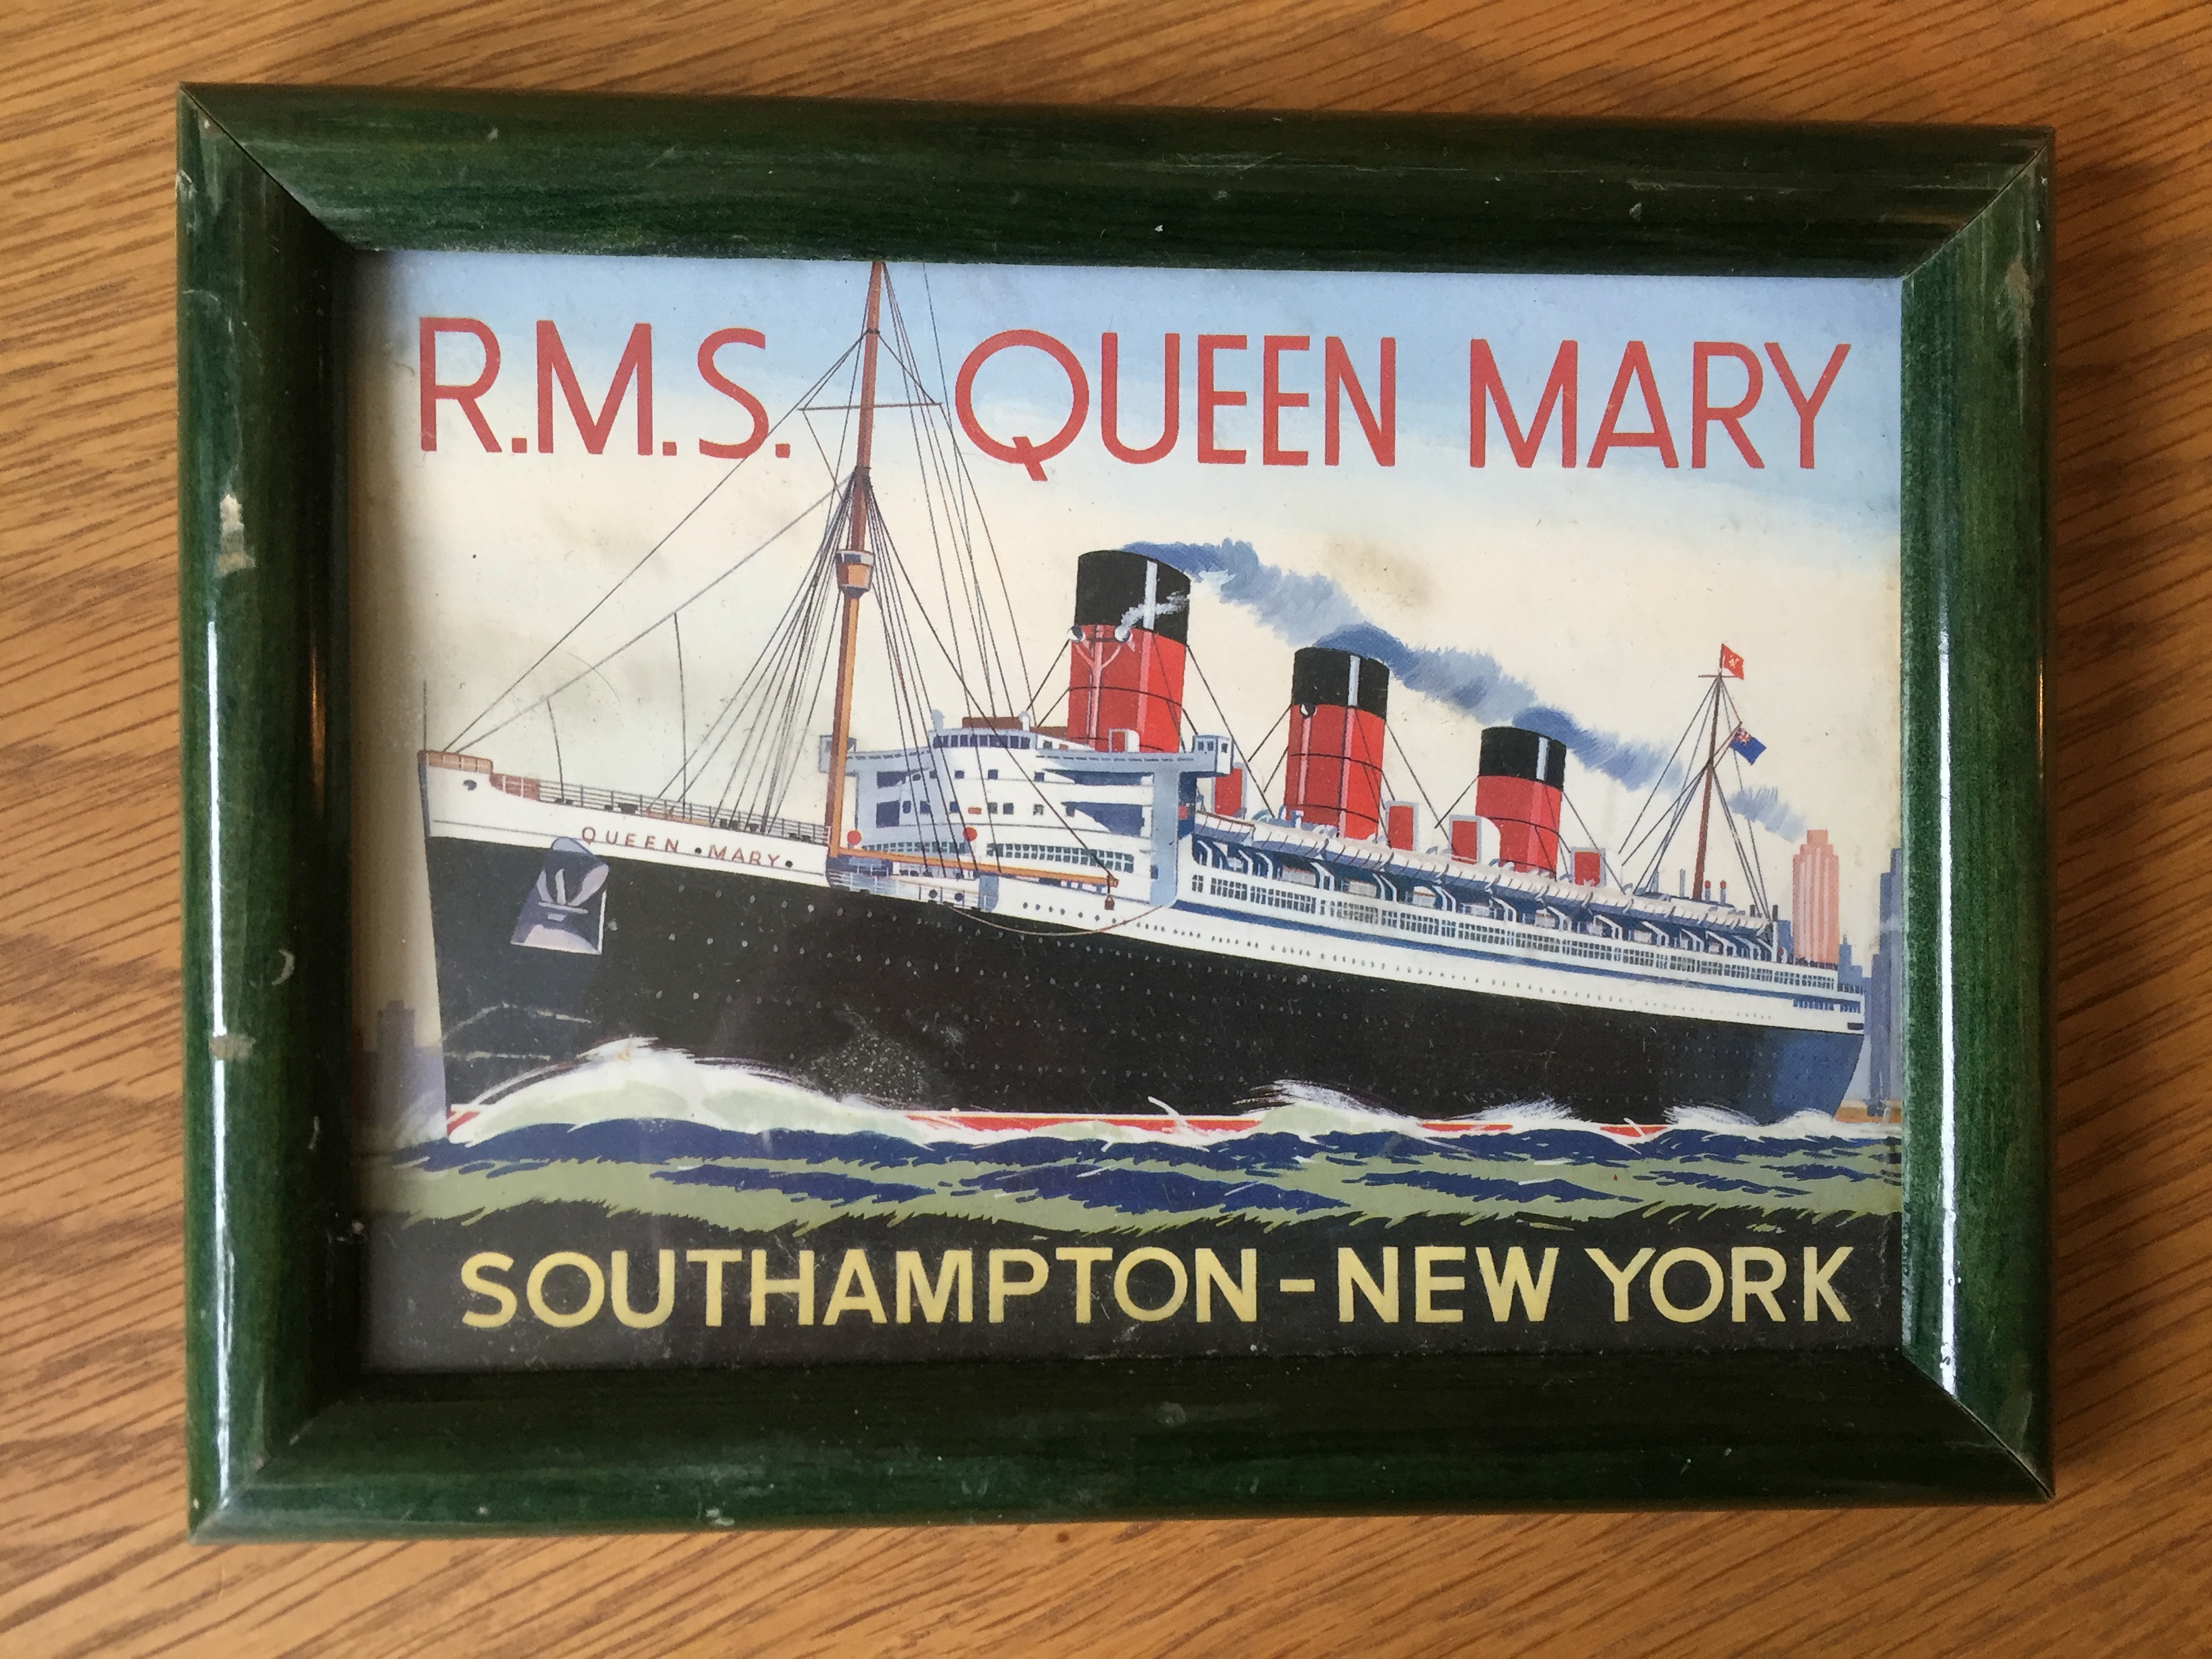 R.M.S. QUEEN MARY
QUEEN • MARY •
SOUTHAMPTON - NEW YORK